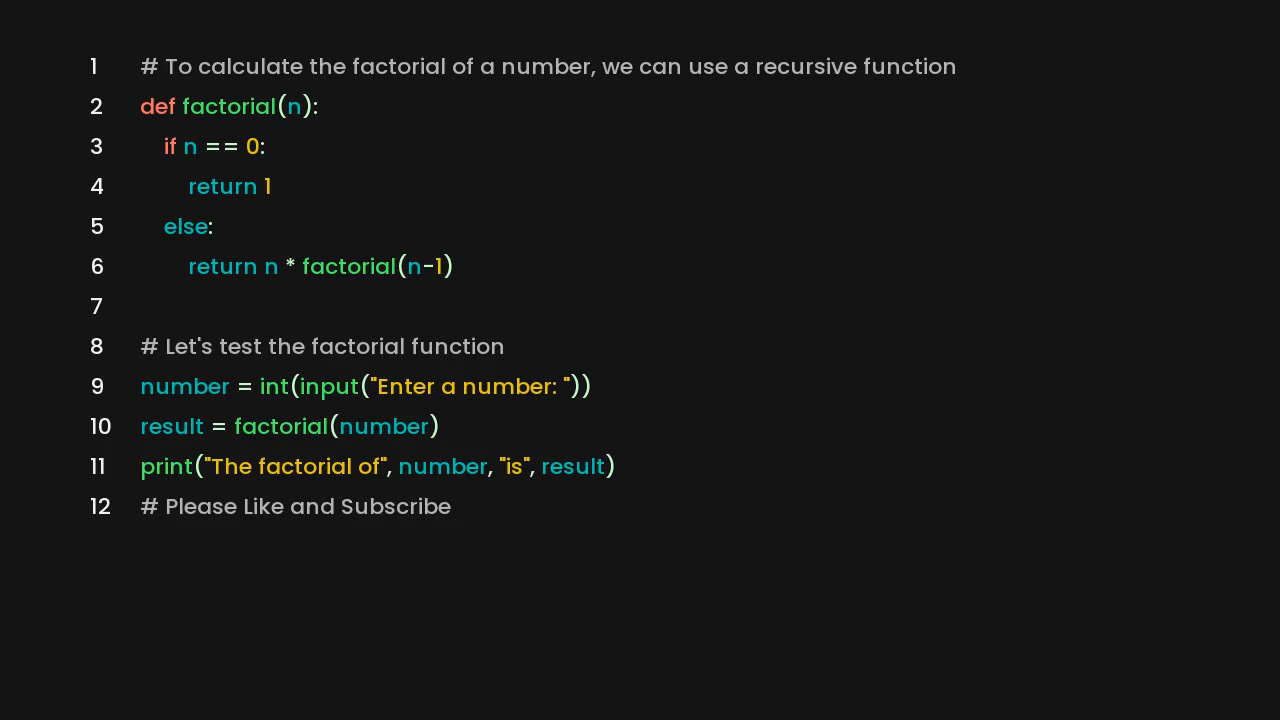 1 # To calculate the factorial of a number, we can use a recursive function
2 def factorial(n):
3     if n == 0:
4         return 1
5     else:
6         return n * factorial(n-1)
7
8 # Let's test the factorial function
9 number = int(input("Enter a number: "))
10 result = factorial(number)
11 print("The factorial of", number, "is", result)
12 # Please Like and Subscribe